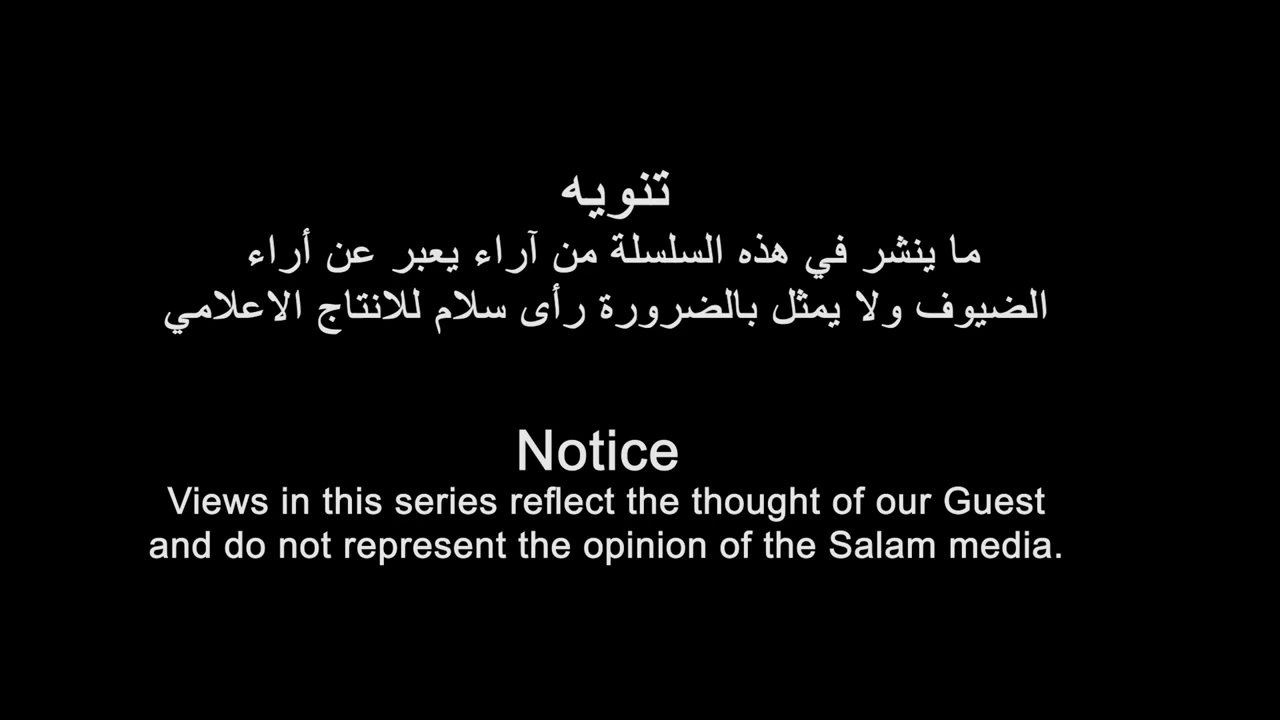 تنويه
ما ينشر في هذه السلسلة من آراء يعبر عن أراء
الضيوف ولا يمثل بالضرورة رأى سلام للانتاج الاعلامي
Notice
Views in this series reflect the thought of our Guest
and do not represent the opinion of the Salam media.